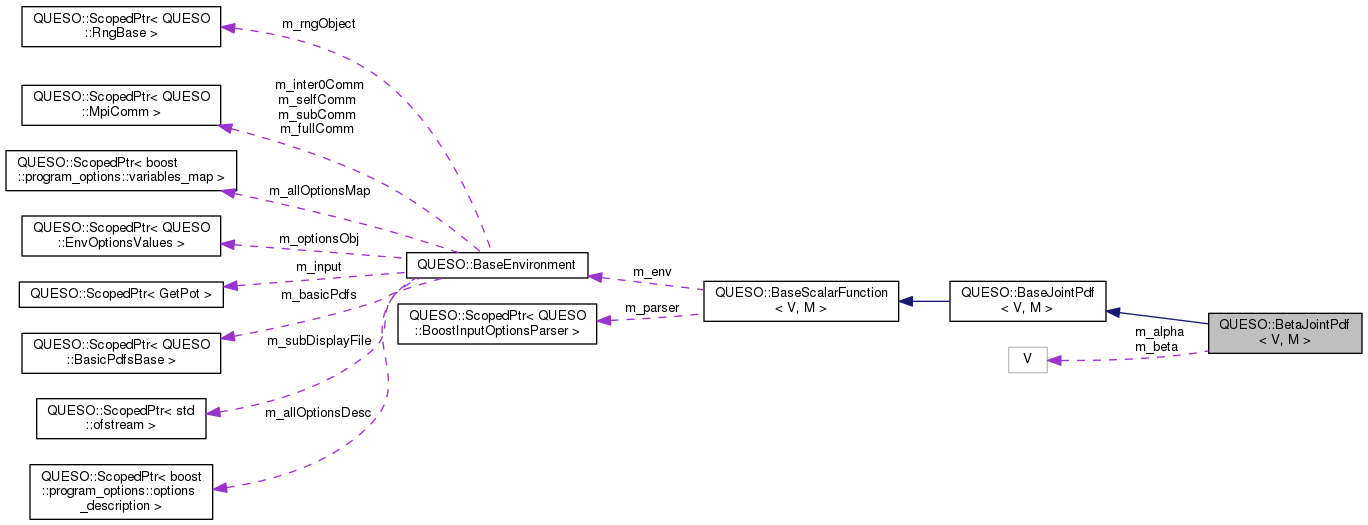 QUESO::ScopedPtr< QUESO
::RngBase >
m_rngObject
QUESO::ScopedPtr< QUESO
::MpiComm >
m_inter0Comm
m_selfComm
m_subComm
m_fullComm
QUESO::ScopedPtr< boost
::program_options::variables_map >
m_allOptionsMap
QUESO::ScopedPtr< QUESO
::EnvOptionsValues >
m_optionsObj
QUESO::ScopedPtr< GetPot >
m_input
QUESO::ScopedPtr< QUESO
::BasicPdfsBase >
m_basicPdfs
QUESO::ScopedPtr< std
::ofstream >
m_subDisplayFile
QUESO::ScopedPtr< boost
::program_options::options
_description >
m_allOptionsDesc
QUESO::BaseEnvironment
QUESO::ScopedPtr< QUESO
::BoostInputOptionsParser >
m_env
m_parser
QUESO::BaseScalarFunction
< V, M >
QUESO::BaseJointPdf
< V, M >
V
m_alpha
m_beta
QUESO::BetaJointPdf
< V, M >